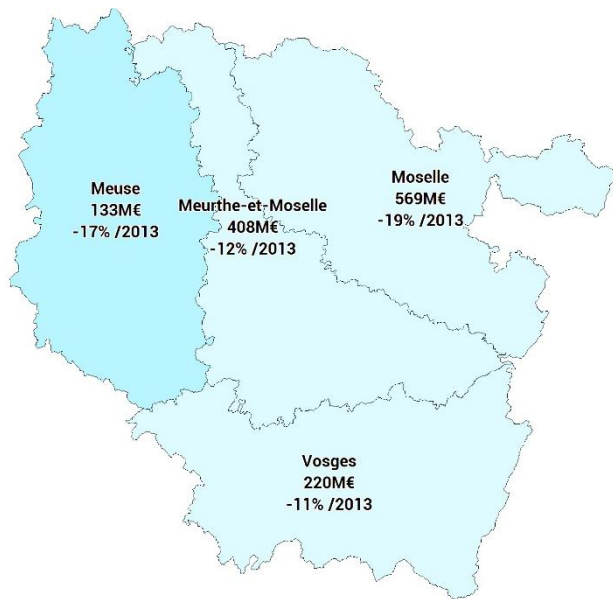 Meuse
133M€
-17% /2013
Meurthe-et-Moselle
408M€
-12% /2013
Moselle
569M€
-19% /2013
Vosges
220M€
-11% /2013